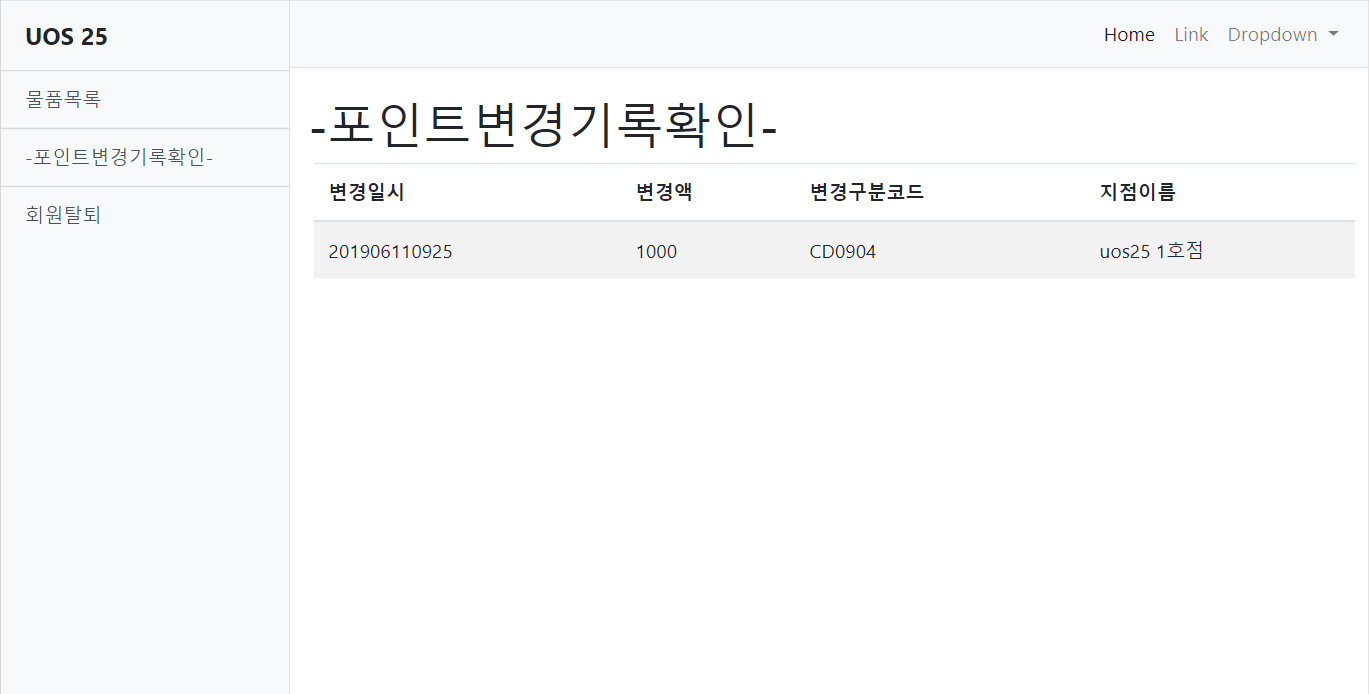 UOS 25
Home Link Dropdown
물품목록
-포인트변경기록확인-
회원탈퇴
-포인트변경기록확인-
변경일시 변경액 변경구분코드 지점이름
201906110925 1000 CD0904 uos25 1호점